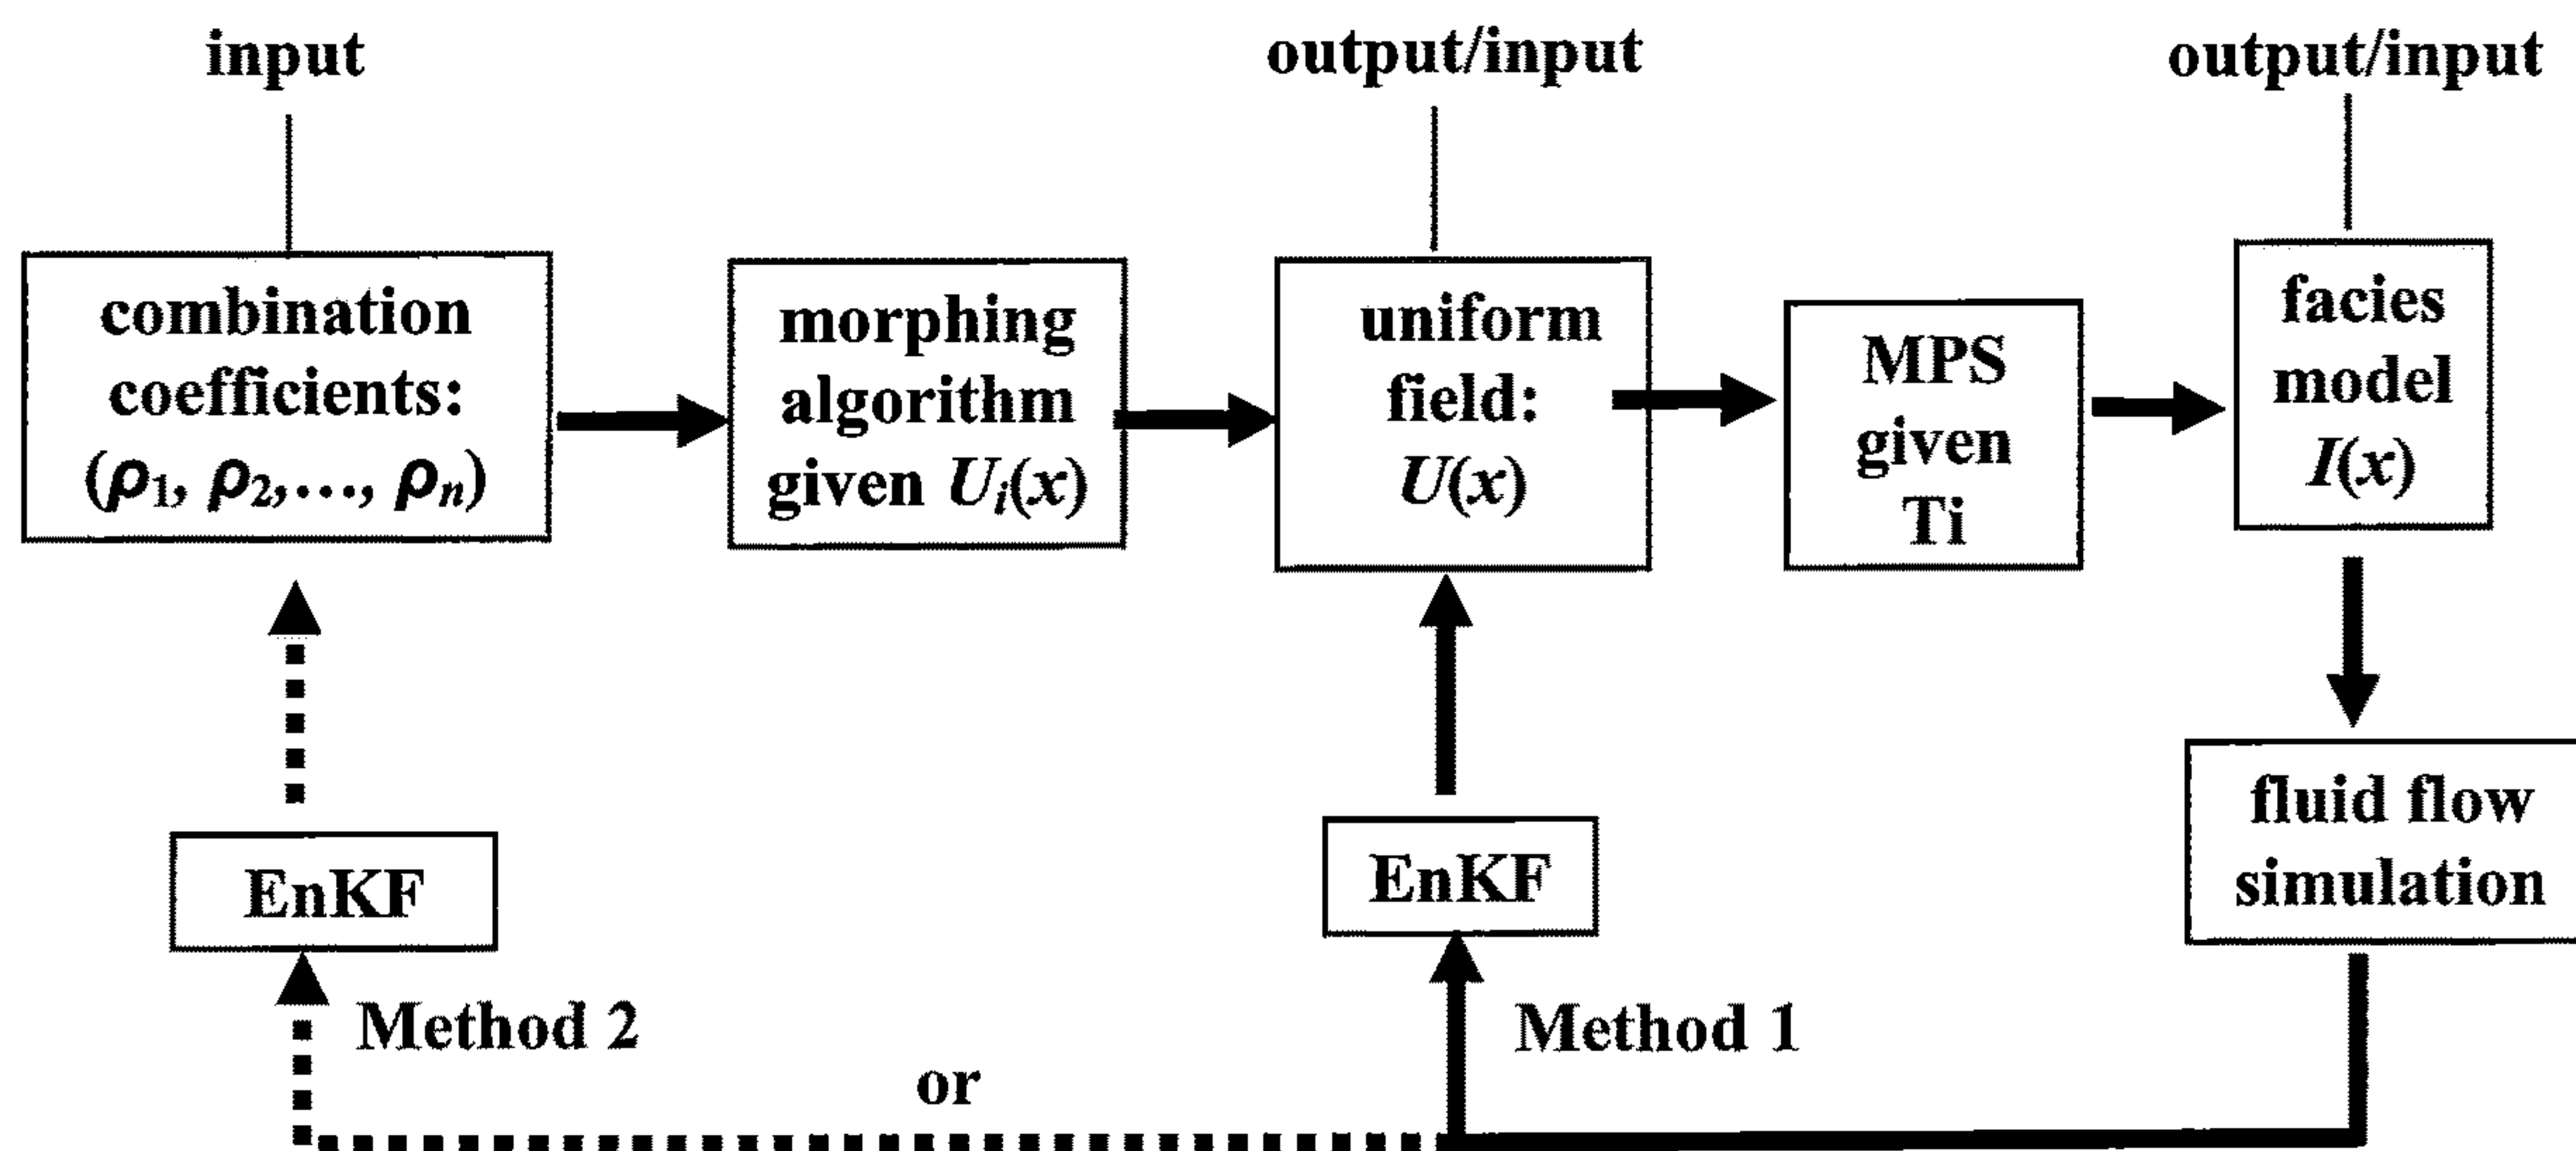 input
output/input
output/input
combination
coefficients:
(ρ1, ρ2,..., ρn)
morphing
algorithm
given Ui(x)
uniform
field:
U(x)
MPS
given
Ti
facies
model
I(x)
EnKF
EnKF
fluid flow
simulation
Method 2
or
Method 1